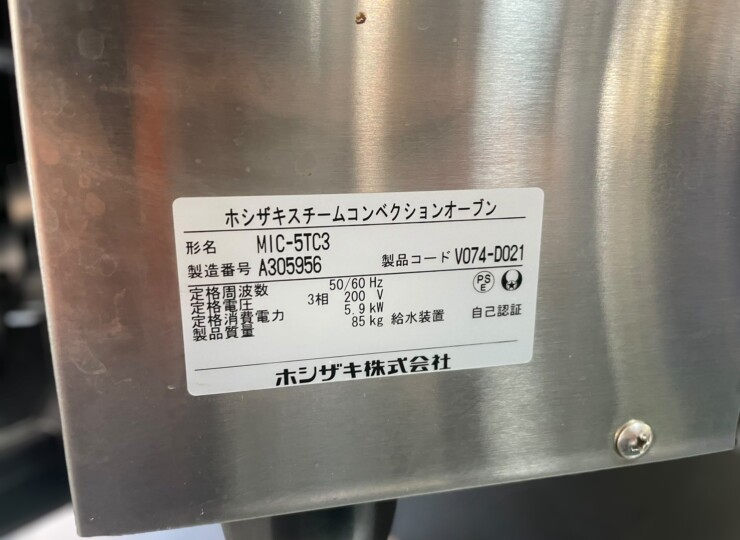 ホシザキスチームコンベクションオーブン
形名 MIC-5TC3
製造番号 A305956 製品コード V074-D021
定格周波数 50/60 Hz
定格電圧 3相 200 V
定格消費電力 5.9 kW
製品質量 85 kg 給水装置 自己認証
PSE
ホシザキ株式会社